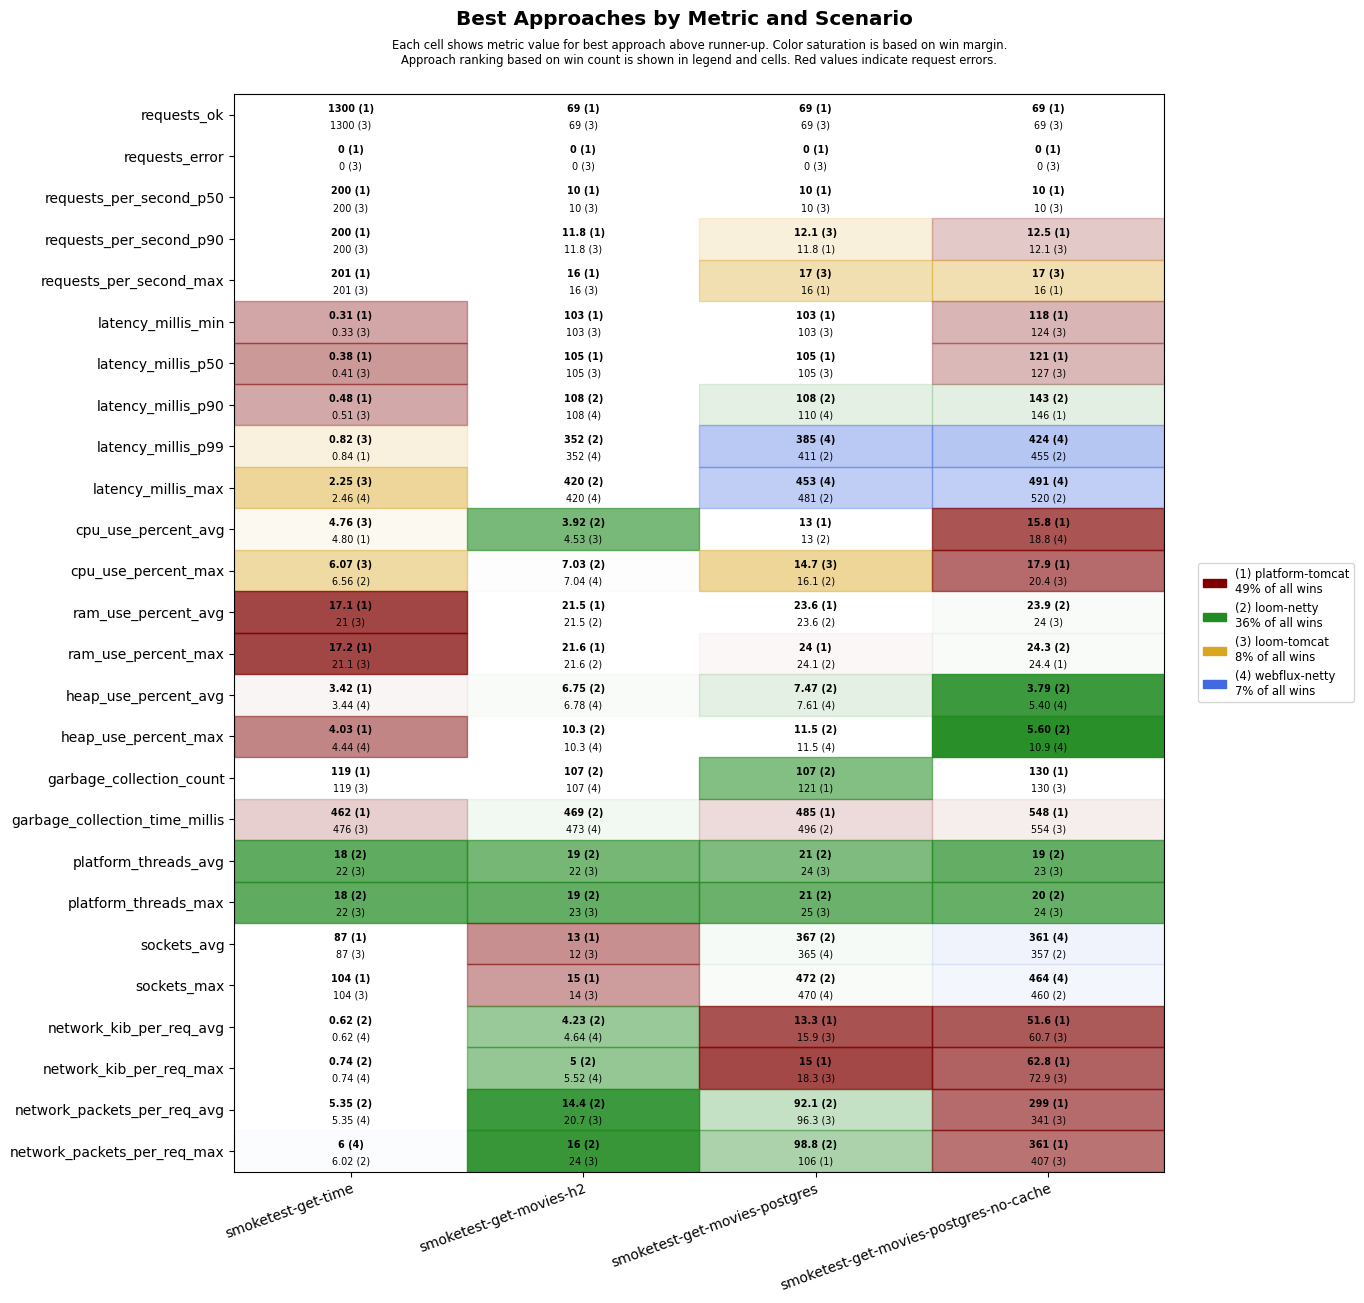 Best Approaches by Metric and Scenario
Each cell shows metric value for best approach above runner-up. Color saturation is based on win margin.
Approach ranking based on win count is shown in legend and cells. Red values indicate request errors.
requests_ok
1300 (1) 69 (1) 69 (1) 69 (1)
1300 (3) 69 (3) 69 (3) 69 (3)
requests_error
0 (1) 0 (1) 0 (1) 0 (1)
0 (3) 0 (3) 0 (3) 0 (3)
requests_per_second_p50
200 (1) 10 (1) 10 (1) 10 (1)
200 (3) 10 (3) 10 (3) 10 (3)
requests_per_second_p90
200 (1) 11.8 (1) 12.1 (3) 12.5 (1)
200 (3) 11.8 (3) 11.8 (1) 12.1 (3)
requests_per_second_max
201 (1) 16 (1) 17 (3) 17 (3)
201 (3) 16 (3) 16 (1) 16 (1)
latency_millis_min
0.31 (1) 103 (1) 103 (1) 118 (1)
0.33 (3) 103 (3) 103 (3) 124 (3)
latency_millis_p50
0.38 (1) 105 (1) 105 (1) 121 (1)
0.41 (3) 105 (3) 105 (3) 127 (3)
latency_millis_p90
0.48 (1) 108 (2) 108 (2) 143 (2)
0.51 (3) 108 (4) 110 (4) 146 (1)
latency_millis_p99
0.82 (3) 352 (2) 385 (4) 424 (4)
0.84 (1) 352 (4) 411 (2) 455 (2)
latency_millis_max
2.25 (3) 420 (2) 453 (4) 491 (4)
2.46 (4) 420 (4) 481 (2) 520 (2)
cpu_use_percent_avg
4.76 (3) 3.92 (2) 13 (1) 15.8 (1)
4.80 (1) 4.53 (3) 13 (2) 18.8 (4)
cpu_use_percent_max
6.07 (3) 7.03 (2) 14.7 (3) 17.9 (1)
6.56 (2) 7.04 (4) 16.1 (2) 20.4 (3)
ram_use_percent_avg
17.1 (1) 21.5 (1) 23.6 (1) 23.9 (2)
21 (3) 21.5 (2) 23.6 (2) 24 (3)
ram_use_percent_max
17.2 (1) 21.6 (1) 24 (1) 24.3 (2)
21.1 (3) 21.6 (2) 24.1 (2) 24.4 (1)
heap_use_percent_avg
3.42 (1) 6.75 (2) 7.47 (2) 3.79 (2)
3.44 (4) 6.78 (4) 7.61 (4) 5.40 (4)
heap_use_percent_max
4.03 (1) 10.3 (2) 11.5 (2) 5.60 (2)
4.44 (4) 10.3 (4) 11.5 (4) 10.9 (4)
garbage_collection_count
119 (1) 107 (2) 107 (2) 130 (1)
119 (3) 107 (4) 121 (1) 130 (3)
garbage_collection_time_millis
462 (1) 469 (2) 485 (1) 548 (1)
476 (3) 473 (4) 496 (2) 554 (3)
platform_threads_avg
18 (2) 19 (2) 21 (2) 19 (2)
22 (3) 22 (3) 24 (3) 23 (3)
platform_threads_max
18 (2) 19 (2) 21 (2) 20 (2)
22 (3) 23 (3) 25 (3) 24 (3)
sockets_avg
87 (1) 13 (1) 367 (2) 361 (4)
87 (3) 12 (3) 365 (4) 357 (2)
sockets_max
104 (1) 15 (1) 472 (2) 464 (4)
104 (3) 14 (3) 470 (4) 460 (2)
network_kib_per_req_avg
0.62 (2) 4.23 (2) 13.3 (1) 51.6 (1)
0.62 (4) 4.64 (4) 15.9 (3) 60.7 (3)
network_kib_per_req_max
0.74 (2) 5 (2) 15 (1) 62.8 (1)
0.74 (4) 5.52 (4) 18.3 (3) 72.9 (3)
network_packets_per_req_avg
5.35 (2) 14.4 (2) 92.1 (2) 299 (1)
5.35 (4) 20.7 (3) 96.3 (3) 341 (3)
network_packets_per_req_max
6 (4) 16 (2) 98.8 (2) 361 (1)
6.02 (2) 24 (3) 106 (1) 407 (3)
smoketest-get-time
smoketest-get-movies-h2
smoketest-get-movies-postgres
smoketest-get-movies-postgres-no-cache
(1) platform-tomcat
49% of all wins
(2) loom-netty
36% of all wins
(3) loom-tomcat
8% of all wins
(4) webflux-netty
7% of all wins